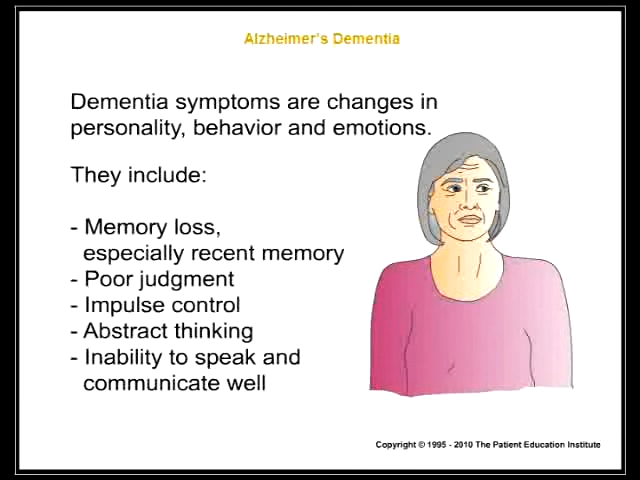 Alzheimer's Dementia
Dementia symptoms are changes in
personality, behavior and emotions.
They include:
- Memory loss,
especially recent memory
- Poor judgment
- Impulse control
- Abstract thinking
- Inability to speak and
communicate well
Copyright © 1995 - 2010 The Patient Education Institute